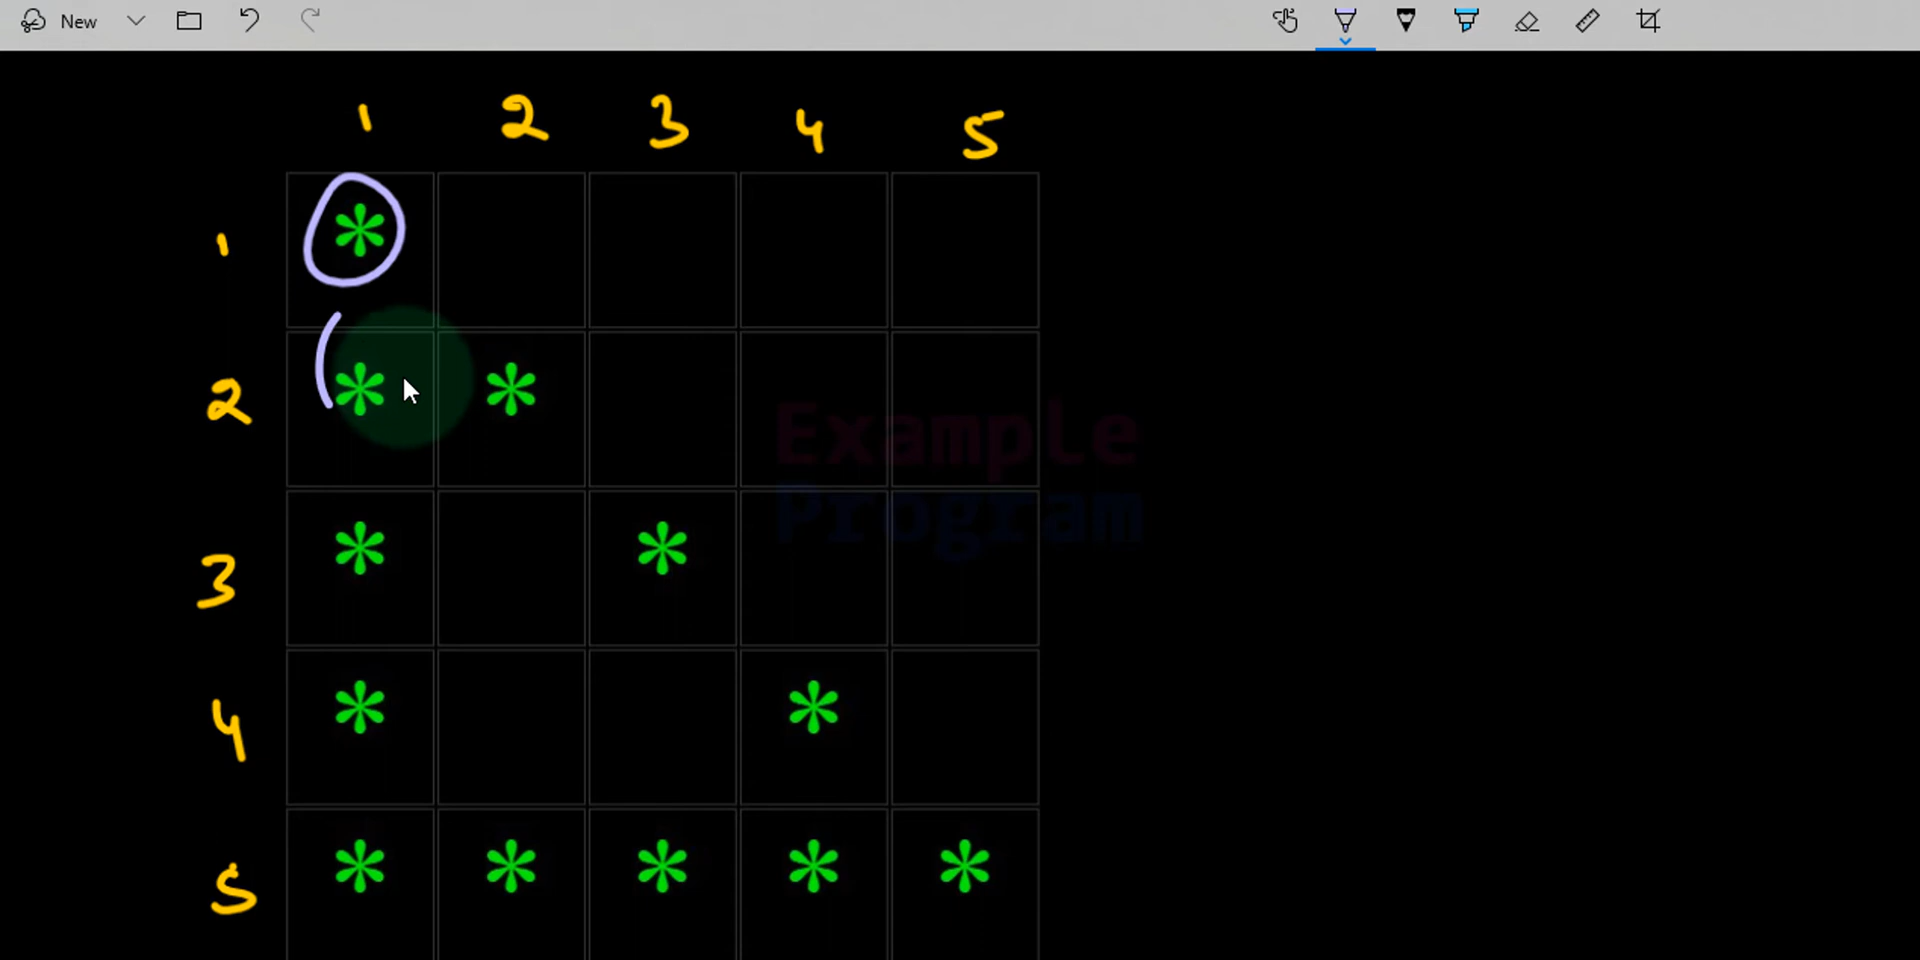 New
1 2 3 4 5
1 *
2 * *
Example
Program
3 * *
4 * *
5 * * * * *